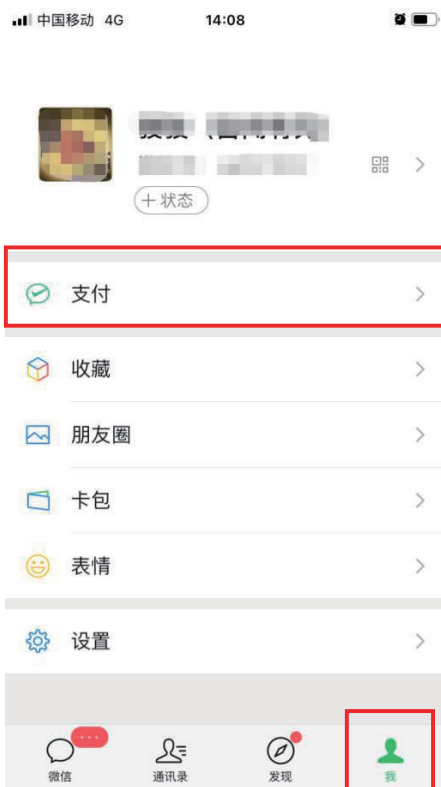 中国移动 4G 14:08
+ 状态
支付
收藏
朋友圈
卡包
表情
设置
微信 通讯录 发现 我